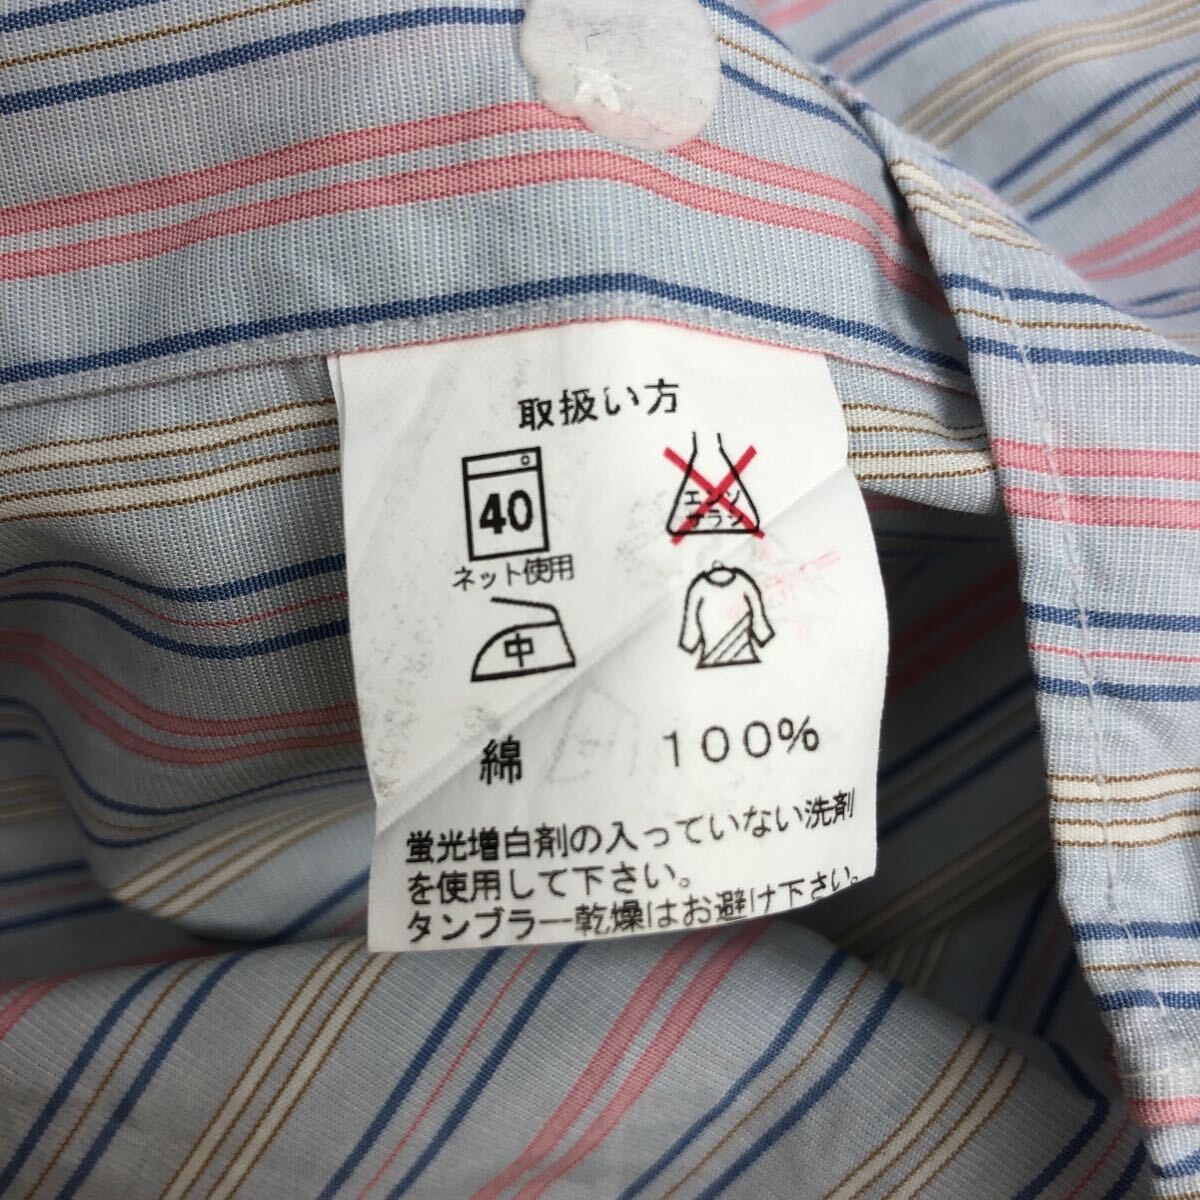 取扱い方
40
エンソ
サラシ
ネット使用
中
綿 100%
蛍光増白剤の入っていない洗剤
を使用して下さい。
タンブラー乾燥はお避け下さい。